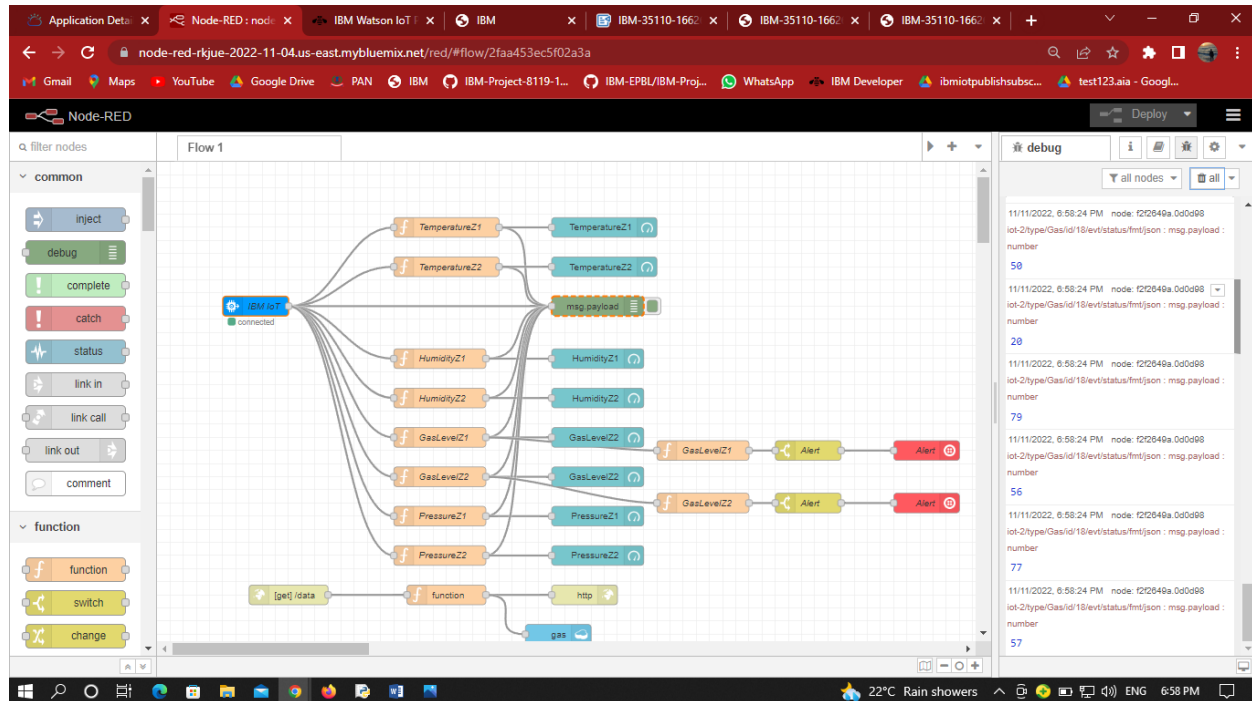 Application Detai
Node-RED : node
IBM Watson IoT P
IBM
IBM-35110-1662
IBM-35110-1662
IBM-35110-1662
node-red-rkjue-2022-11-04.us-east.mybluemix.net/red/#flow/2faa453ec5f02a3a
Gmail
Maps
YouTube
Google Drive
PAN
IBM
IBM-Project-8119-1...
IBM-EPBL/IBM-Proj...
WhatsApp
IBM Developer
ibmiotpublishsubsc...
test123.aia - Googl...
Node-RED
Deploy
filter nodes
Flow 1
debug
i
all nodes
all
common
inject
debug
complete
catch
status
link in
link call
link out
comment
function
function
switch
change
TemperatureZ1
TemperatureZ1
TemperatureZ2
TemperatureZ2
IBM IoT
connected
msg.payload
HumidityZ1
HumidityZ1
HumidityZ2
HumidityZ2
GasLevelZ1
GasLevelZ2
GasLevelZ1
Alert
Alert
GasLevelZ2
GasLevelZ2
GasLevelZ2
Alert
Alert
PressureZ1
PressureZ1
PressureZ2
PressureZ2
[get] /data
function
http
gas
11/11/2022, 6:58:24 PM node: f2f2649a.0d0d98
iot-2/type/Gas/id/18/evt/status/fmt/json : msg.payload :
number
50
11/11/2022, 6:58:24 PM node: f2f2649a.0d0d98
iot-2/type/Gas/id/18/evt/status/fmt/json : msg.payload :
number
20
11/11/2022, 6:58:24 PM node: f2f2649a.0d0d98
iot-2/type/Gas/id/18/evt/status/fmt/json : msg.payload :
number
79
11/11/2022, 6:58:24 PM node: f2f2649a.0d0d98
iot-2/type/Gas/id/18/evt/status/fmt/json : msg.payload :
number
56
11/11/2022, 6:58:24 PM node: f2f2649a.0d0d98
iot-2/type/Gas/id/18/evt/status/fmt/json : msg.payload :
number
77
11/11/2022, 6:58:24 PM node: f2f2649a.0d0d98
iot-2/type/Gas/id/18/evt/status/fmt/json : msg.payload :
number
57
22°C Rain showers
ENG
6:58 PM